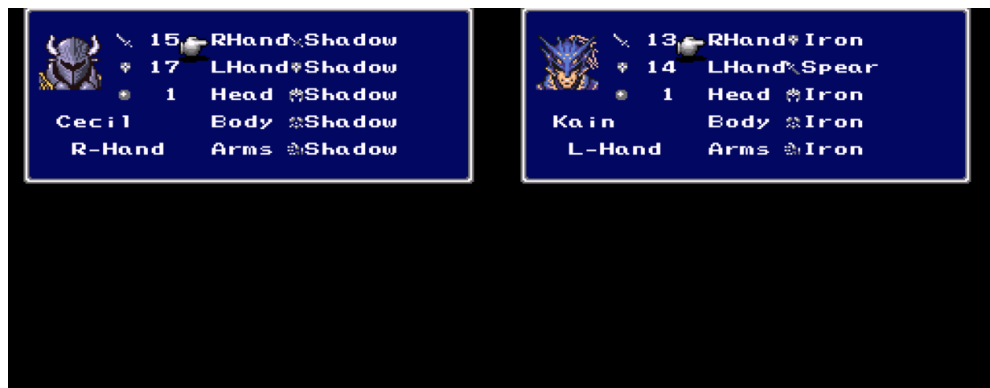 15 RHand Shadow
17 LHand Shadow
1 Head Shadow
Cecil Body Shadow
R-Hand Arms Shadow
13 RHand Iron
14 LHand Spear
1 Head Iron
Kain Body Iron
L-Hand Arms Iron